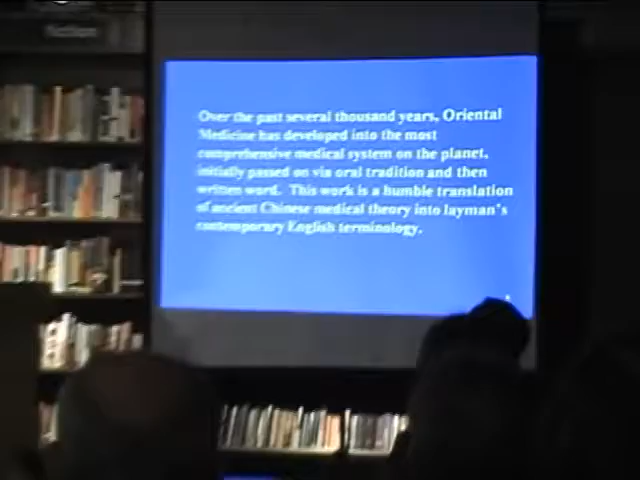 Fiction
Over the past several thousand years, Oriental
Medicine has developed into the most
comprehensive medical system on the planet,
initially passed on via oral tradition and then
written word. This work is a humble translation
of ancient Chinese medical theory into layman's
contemporary English terminology.